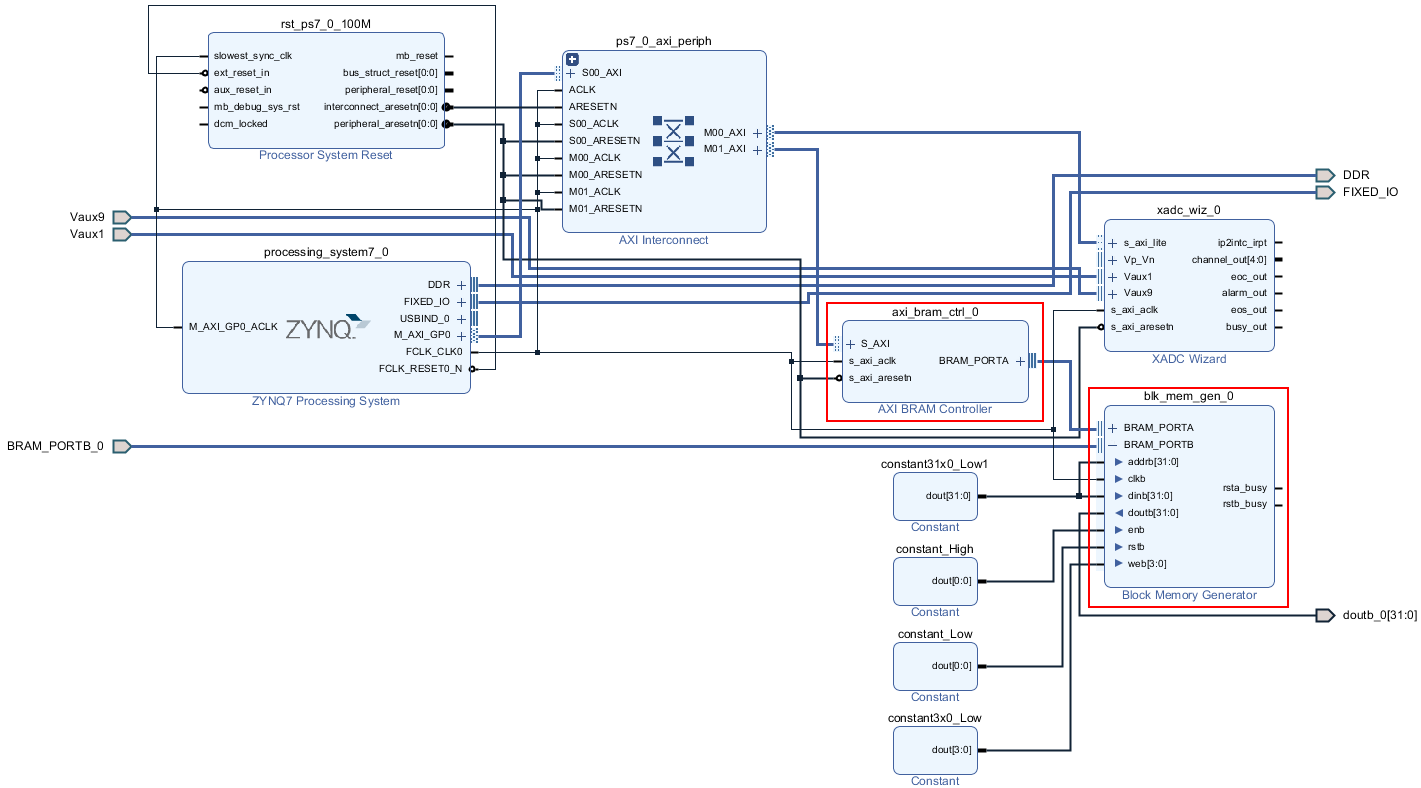 rst_ps7_0_100M
slowest_sync_clk
ext_reset_in
aux_reset_in
mb_debug_sys_rst
dcm_locked
mb_reset
bus_struct_reset[0:0]
peripheral_reset[0:0]
interconnect_aresetn[0:0]
peripheral_aresetn[0:0]
Processor System Reset
ps7_0_axi_periph
S00_AXI
ACLK
ARESETN
S00_ACLK
S00_ARESETN
M00_ACLK
M00_ARESETN
M01_ACLK
M01_ARESETN
M00_AXI
M01_AXI
AXI Interconnect
DDR
FIXED_IO
Vaux9
Vaux1
processing_system7_0
M_AXI_GP0_ACLK
ZYNQ
DDR
FIXED_IO
USBIND_0
M_AXI_GP0
FCLK_CLK0
FCLK_RESET0_N
ZYNQ7 Processing System
xadc_wiz_0
s_axi_lite
Vp_Vn
Vaux1
Vaux9
s_axi_aclk
s_axi_aresetn
ip2intc_irpt
channel_out[4:0]
eoc_out
alarm_out
eos_out
busy_out
XADC Wizard
axi_bram_ctrl_0
S_AXI
s_axi_aclk
s_axi_aresetn
BRAM_PORTA
AXI BRAM Controller
BRAM_PORTB_0
blk_mem_gen_0
BRAM_PORTA
BRAM_PORTB
addrb[31:0]
clkb
dinb[31:0]
doutb[31:0]
enb
rstb
web[3:0]
rsta_busy
rstb_busy
Block Memory Generator
constant31x0_Low1
dout[31:0]
Constant
constant_High
dout[0:0]
Constant
doutb_0[31:0]
constant_Low
dout[0:0]
Constant
constant3x0_Low
dout[3:0]
Constant